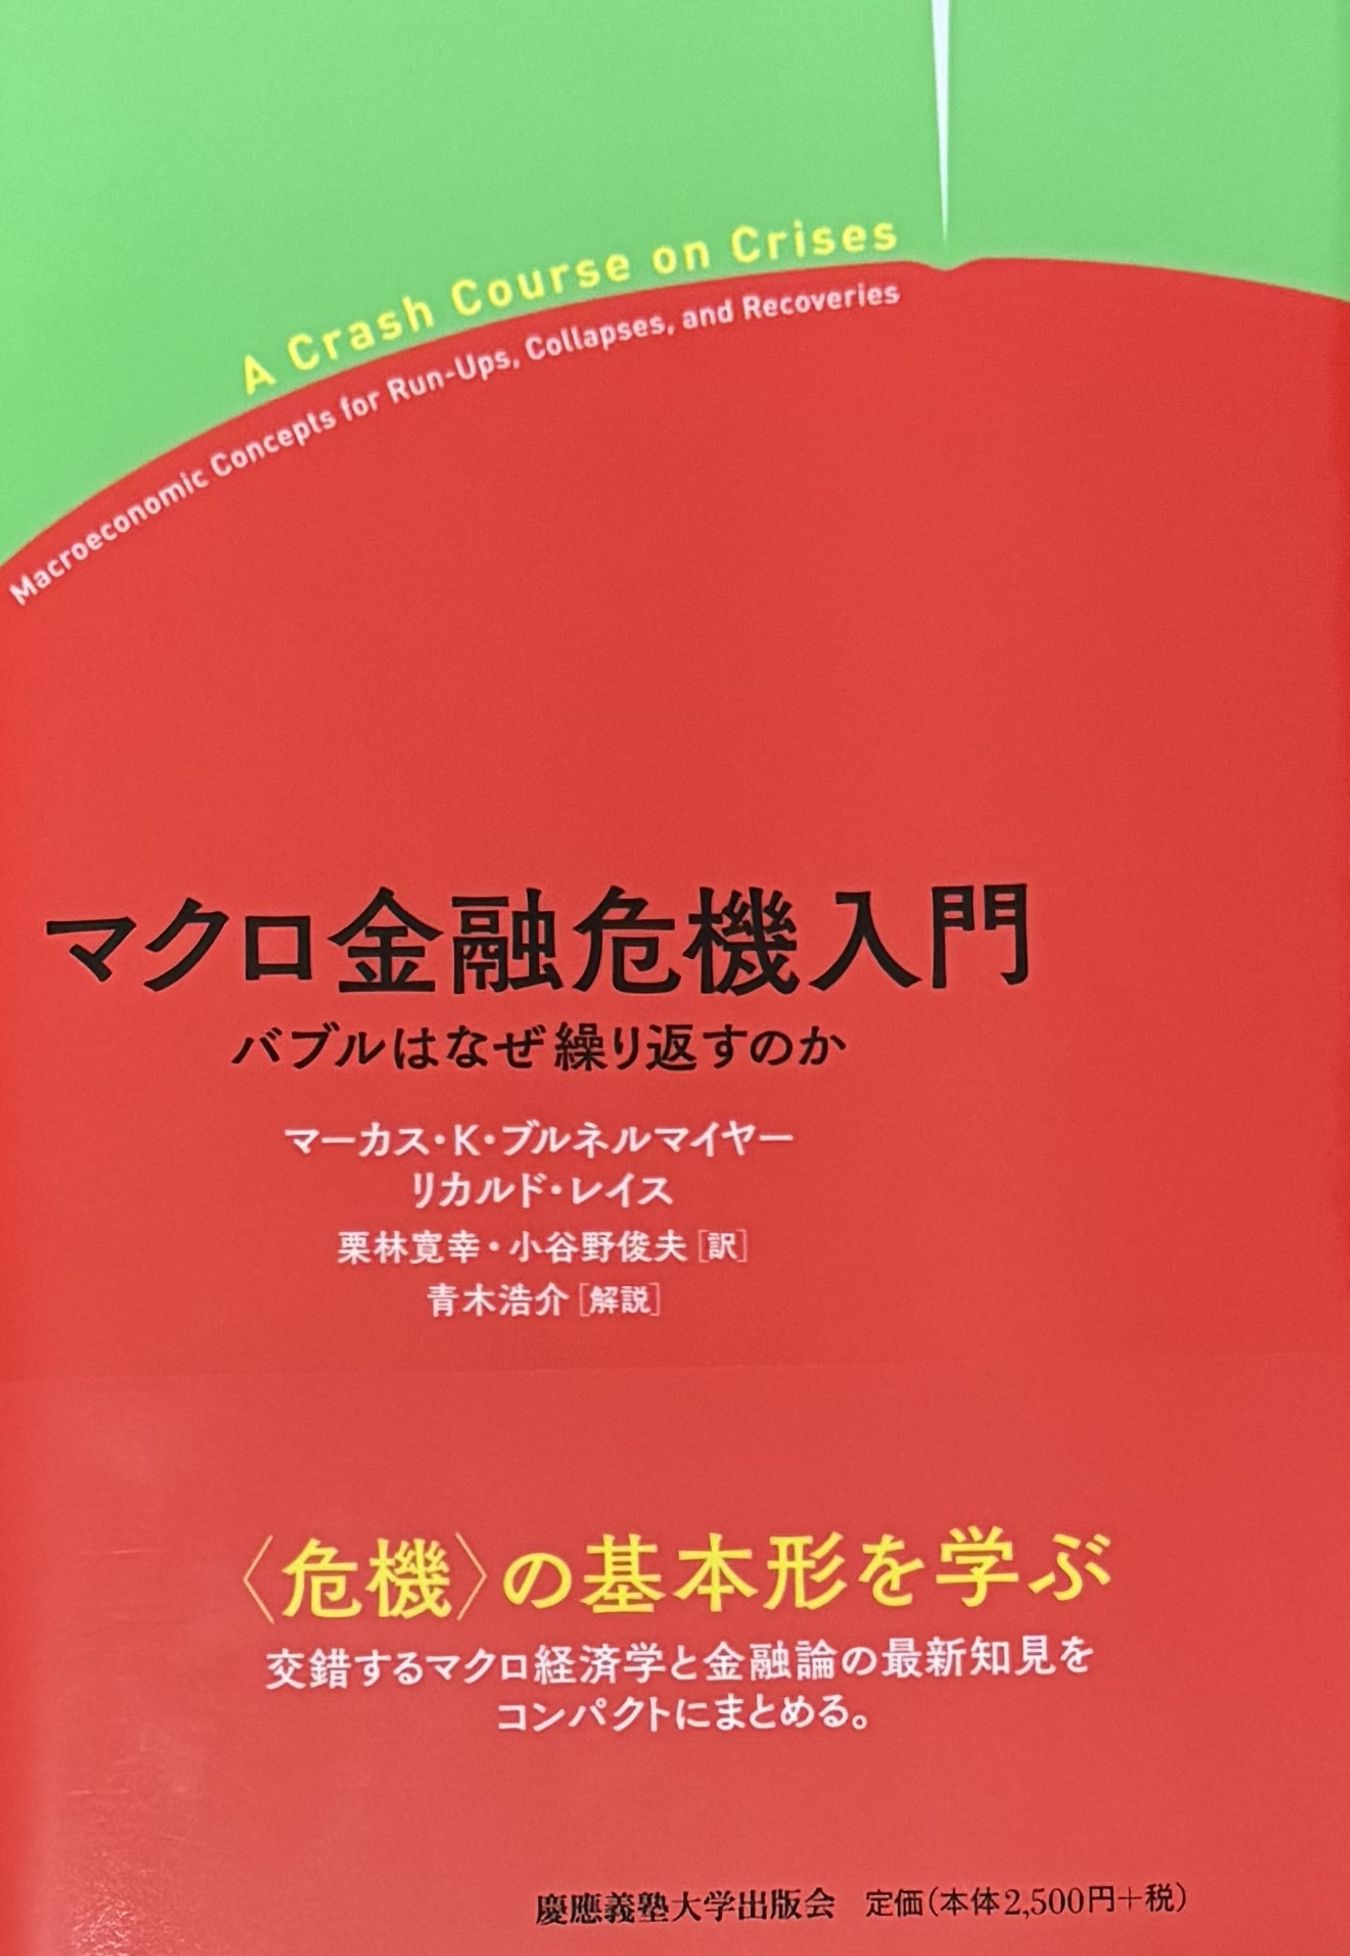 A Crash Course on Crises
Macroeconomic Concepts for Run-Ups, Collapses, and Recoveries
マクロ金融危機入門
バブルはなぜ繰り返すのか
マーカス・K・ブルネルマイヤー
リカルド・レイス
栗林寛幸・小谷野俊夫[訳]
青木浩介[解説]
〈危機〉の基本形を学ぶ
交錯するマクロ経済学と金融論の最新知見を
コンパクトにまとめる。
慶應義塾大学出版会 定価(本体2,500円+税)